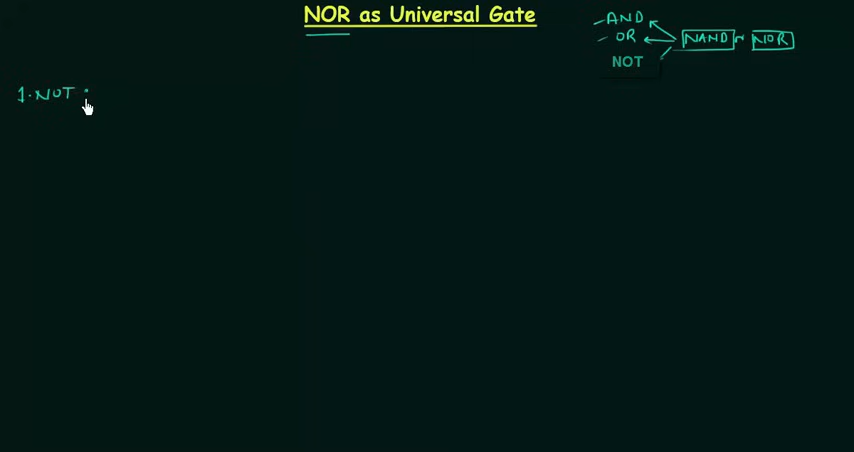 NOR as Universal Gate
- AND
- OR
NAND ~ NOR
NOT
1. NOT :